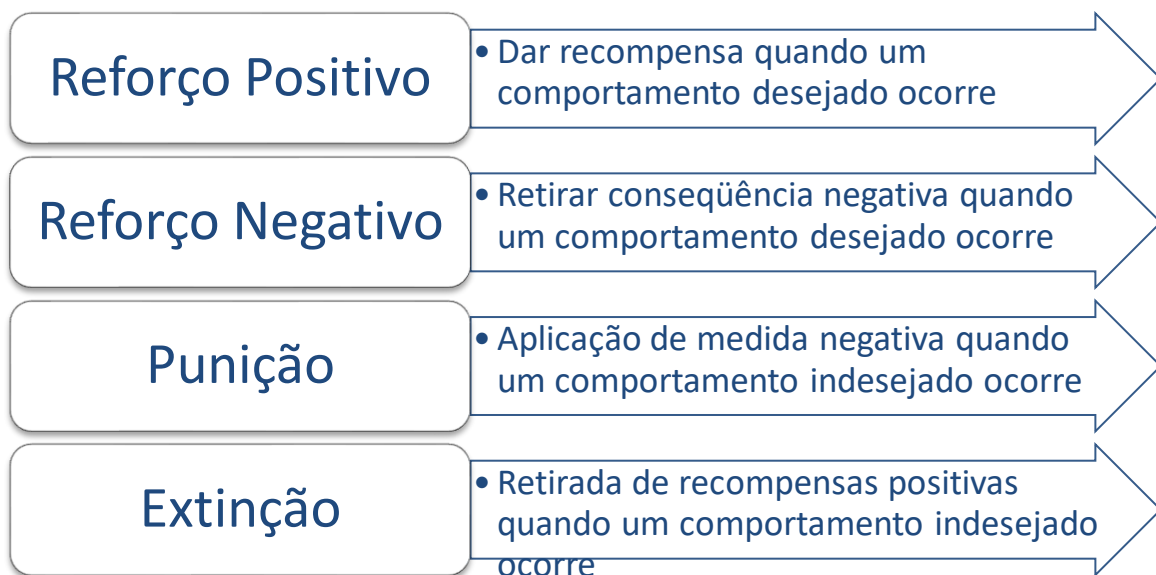 Reforço Positivo
• Dar recompensa quando um
comportamento desejado ocorre
Reforço Negativo
• Retirar conseqüência negativa quando
um comportamento desejado ocorre
Punição
• Aplicação de medida negativa quando
um comportamento indesejado ocorre
Extinção
• Retirada de recompensas positivas
quando um comportamento indesejado
ocorre